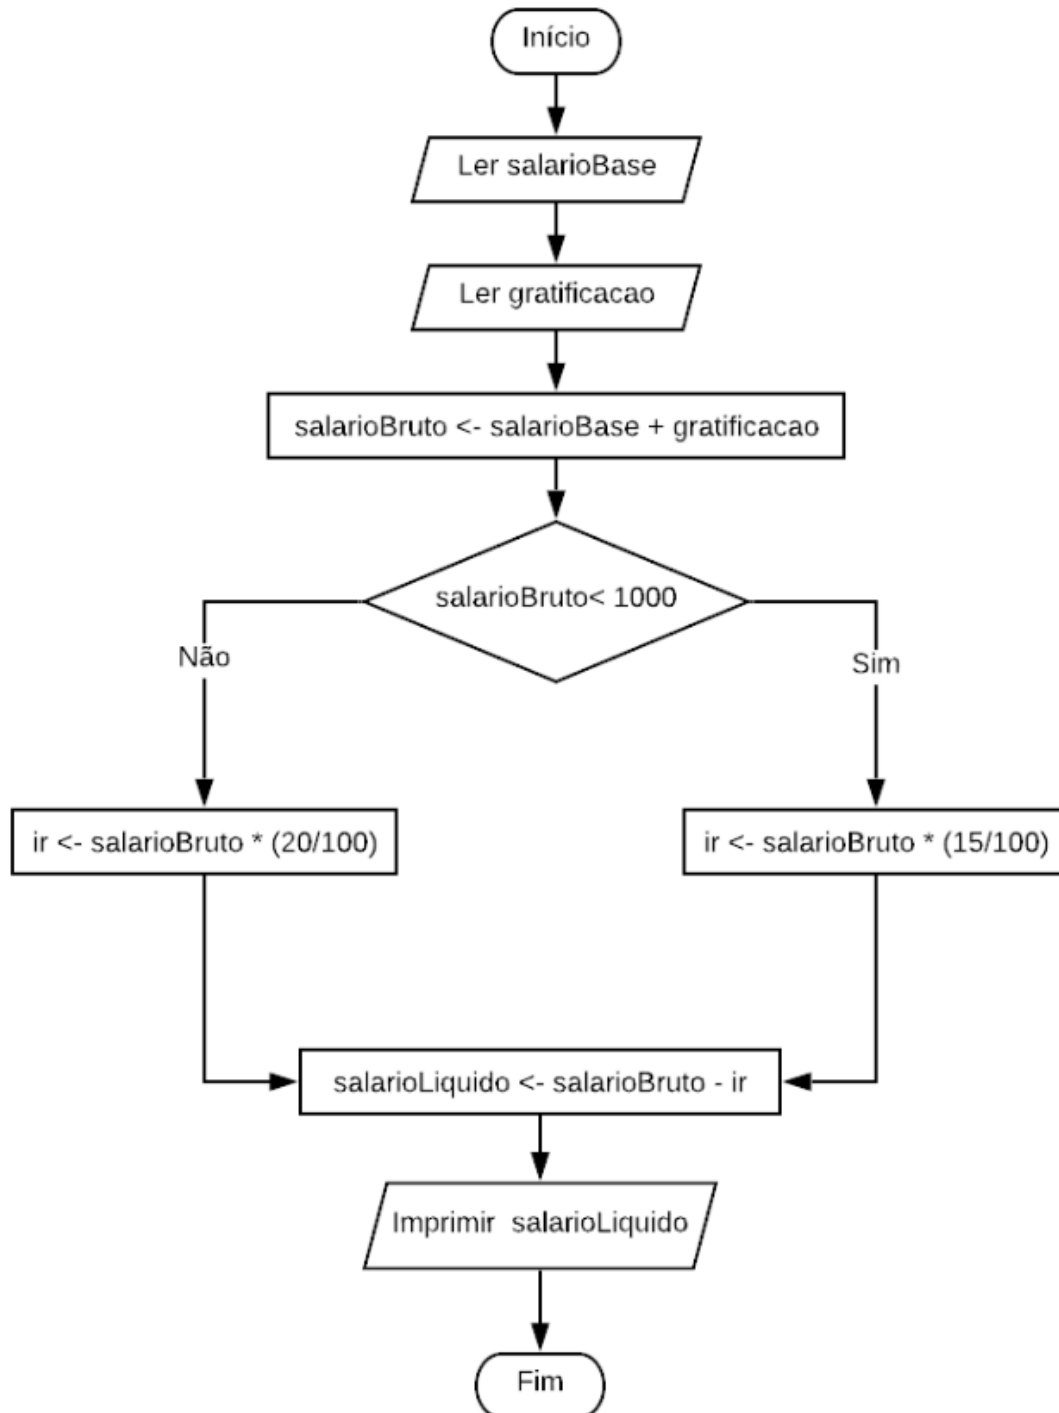 Início
Ler salarioBase
Ler gratificacao
salarioBruto <- salarioBase + gratificacao
salarioBruto< 1000
Não
Sim
ir <- salarioBruto * (20/100)
ir <- salarioBruto * (15/100)
salarioLiquido <- salarioBruto - ir
Imprimir  salarioLiquido
Fim